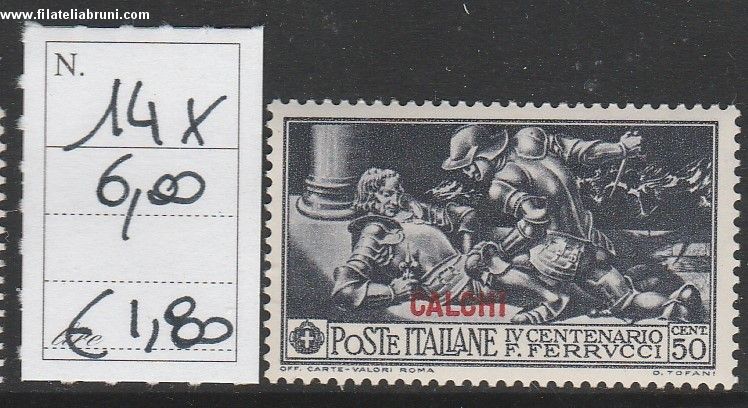 www.filateliabruni.com
N.
14 x
6,00
€ 1,80
CALCHI
POSTE ITALIANE IV CENTENARIO F. FERRVCCI CENT. 50
OFF. CARTE-VALORI ROMA D. TOFANI